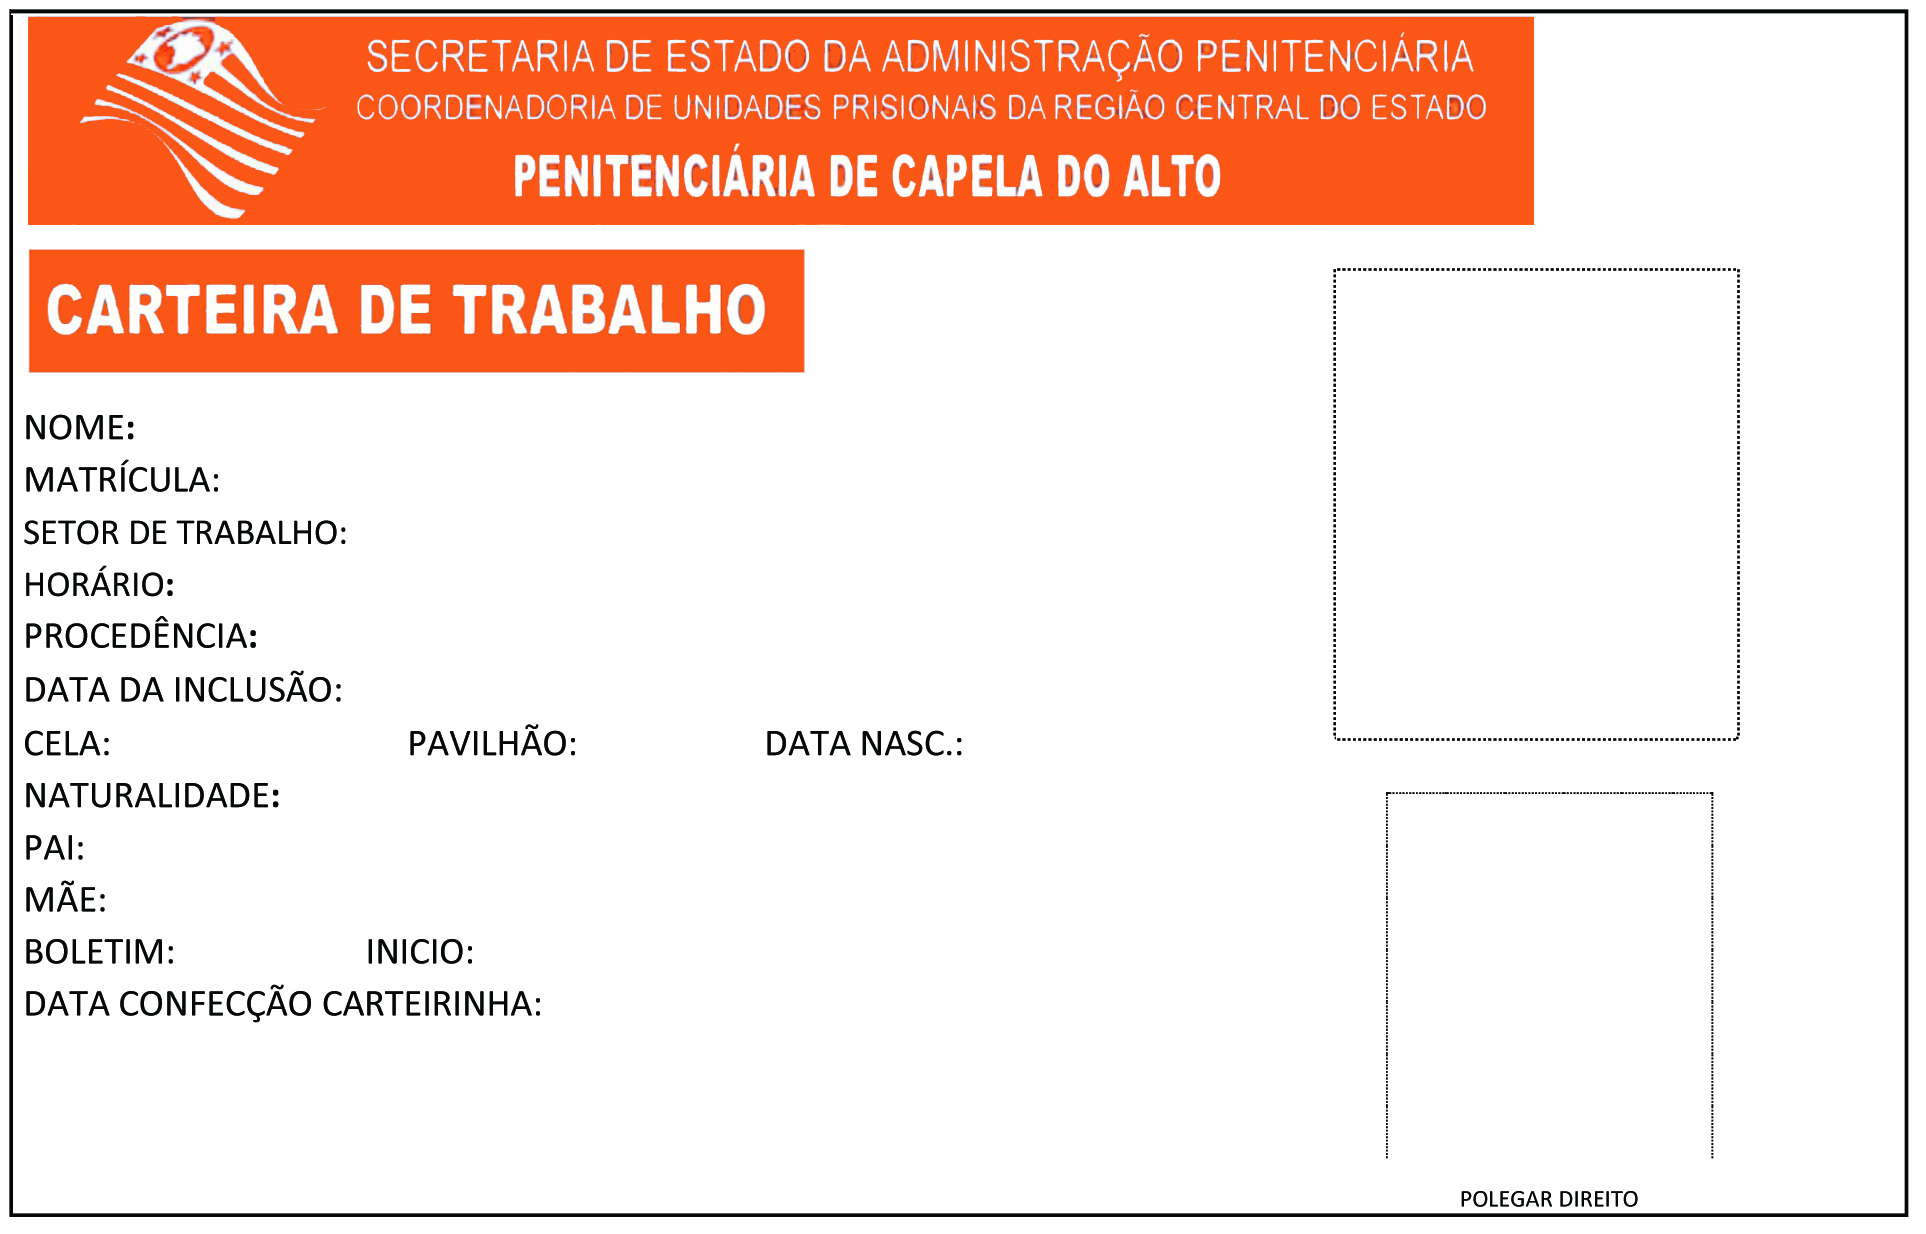 SECRETARIA DE ESTADO DA ADMINISTRAÇÃO PENITENCIÁRIA
COORDENADORIA DE UNIDADES PRISIONAIS DA REGIÃO CENTRAL DO ESTADO
PENITENCIÁRIA DE CAPELA DO ALTO
CARTEIRA DE TRABALHO
NOME:
MATRÍCULA:
SETOR DE TRABALHO:
HORÁRIO:
PROCEDÊNCIA:
DATA DA INCLUSÃO:
CELA: PAVILHÃO: DATA NASC.:
NATURALIDADE:
PAI:
MÃE:
BOLETIM: INICIO:
DATA CONFECÇÃO CARTEIRINHA:
POLEGAR DIREITO